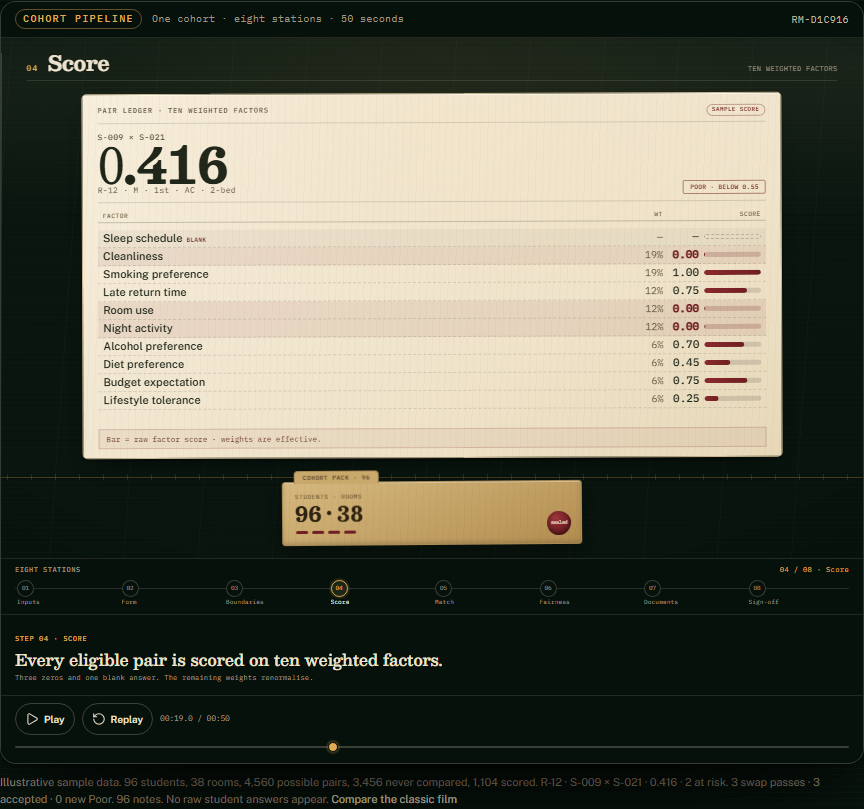 COHORT PIPELINE One cohort · eight stations · 50 seconds RM-D1C916
04 Score TEN WEIGHTED FACTORS
PAIR LEDGER · TEN WEIGHTED FACTORS SAMPLE SCORE
S-009 × S-021
0.416
R-12 · M · 1st · AC · 2-bed POOR · BELOW 0.55
FACTOR WT SCORE
Sleep schedule BLANK — —
Cleanliness 19% 0.00
Smoking preference 19% 1.00
Late return time 12% 0.75
Room use 12% 0.00
Night activity 12% 0.00
Alcohol preference 6% 0.70
Diet preference 6% 0.45
Budget expectation 6% 0.75
Lifestyle tolerance 6% 0.25
Bar = raw factor score · weights are effective.
COHORT PACK · 96
STUDENTS · ROOMS
96 · 38
sealed
EIGHT STATIONS 04 / 08 · Score
01 02 03 04 05 06 07 08
Inputs Form Boundaries Score Match Fairness Documents Sign-off
STEP 04 · SCORE
Every eligible pair is scored on ten weighted factors.
Three zeros and one blank answer. The remaining weights renormalise.
Play Replay 00:19.0 / 00:50
Illustrative sample data. 96 students, 38 rooms, 4,560 possible pairs, 3,456 never compared, 1,104 scored. R-12 · S-009 × S-021 · 0.416 · 2 at risk. 3 swap passes · 3
accepted · 0 new Poor. 96 notes. No raw student answers appear. Compare the classic film